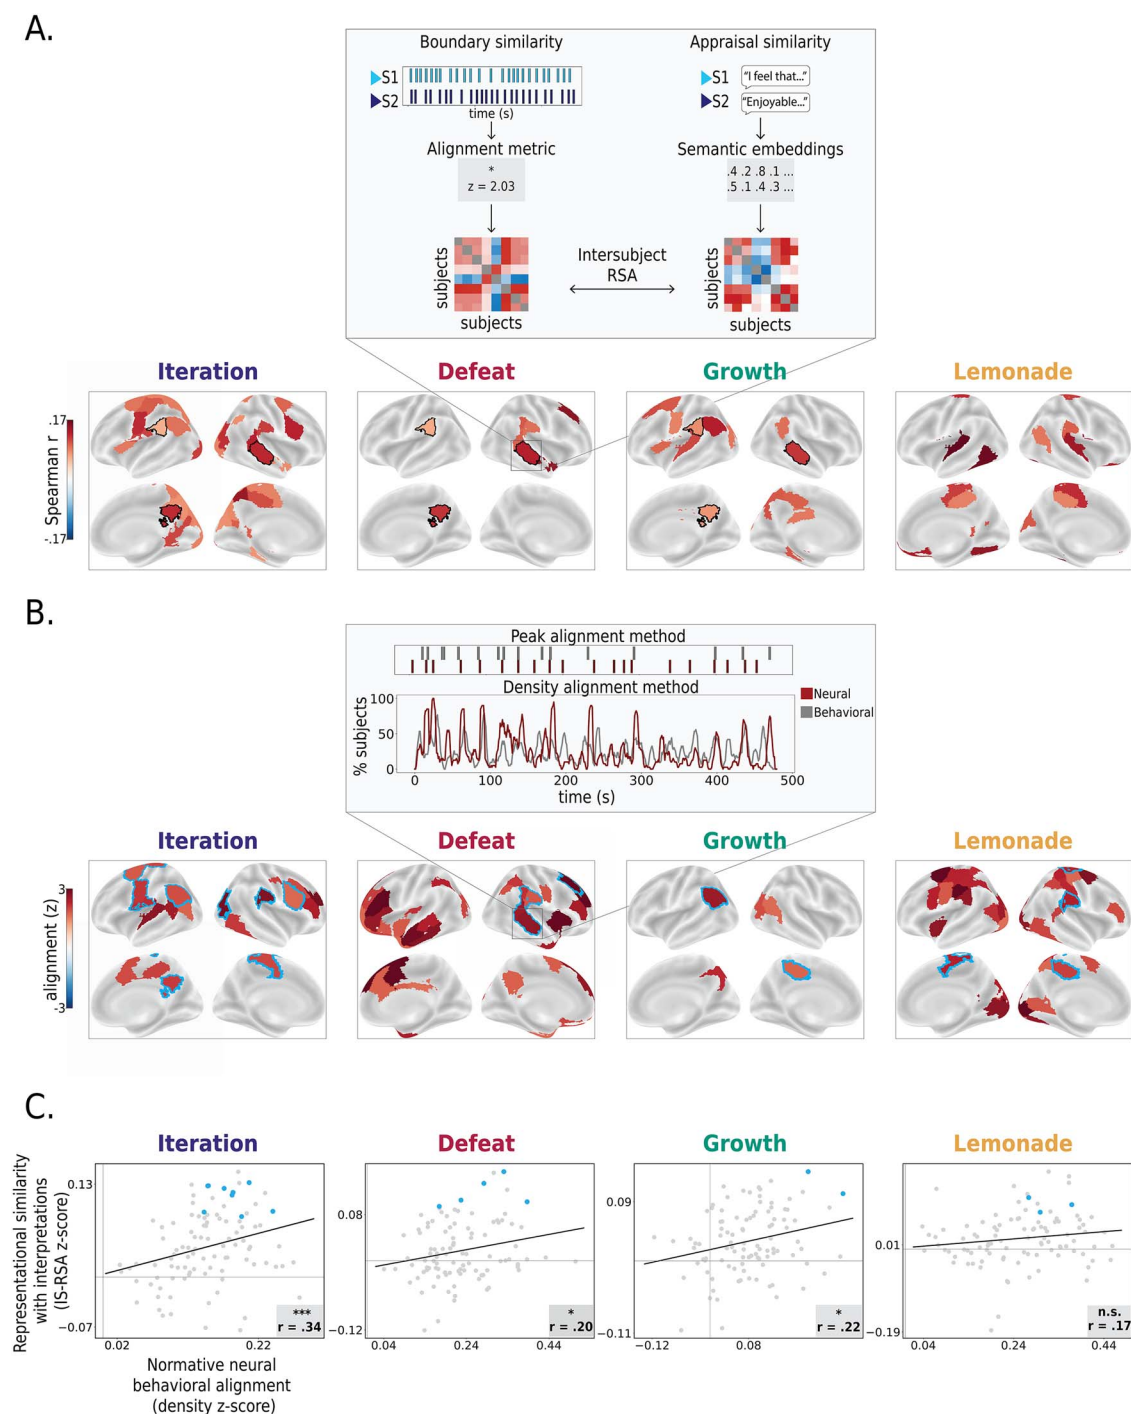 A.
Boundary similarity
Appraisal similarity
S1
S2
time (s)
S1
"I feel that..."
S2
"Enjoyable..."
Alignment metric
*
z = 2.03
Semantic embeddings
.4 .2 .8 .1 ...
.5 .1 .4 .3 ...
subjects
subjects
Intersubject
RSA
subjects
subjects
Iteration
Defeat
Growth
Lemonade
.17
Spearman r
-.17
B.
Peak alignment method
Density alignment method
Neural
Behavioral
% subjects
100
50
0
0
100
200
300
400
500
time (s)
Iteration
Defeat
Growth
Lemonade
3
alignment (z)
-3
C.
Iteration
Defeat
Growth
Lemonade
Representational similarity
with interpretations
(IS-RSA z-score)
0.13
−0.07
***
r = .34
0.02
0.22
0.08
−0.12
*
r = .20
0.04
0.24
0.44
0.09
−0.11
*
r = .22
−0.12
0.08
0.01
−0.19
n.s.
r = .17
0.04
0.24
0.44
Normative neural
behavioral alignment
(density z-score)